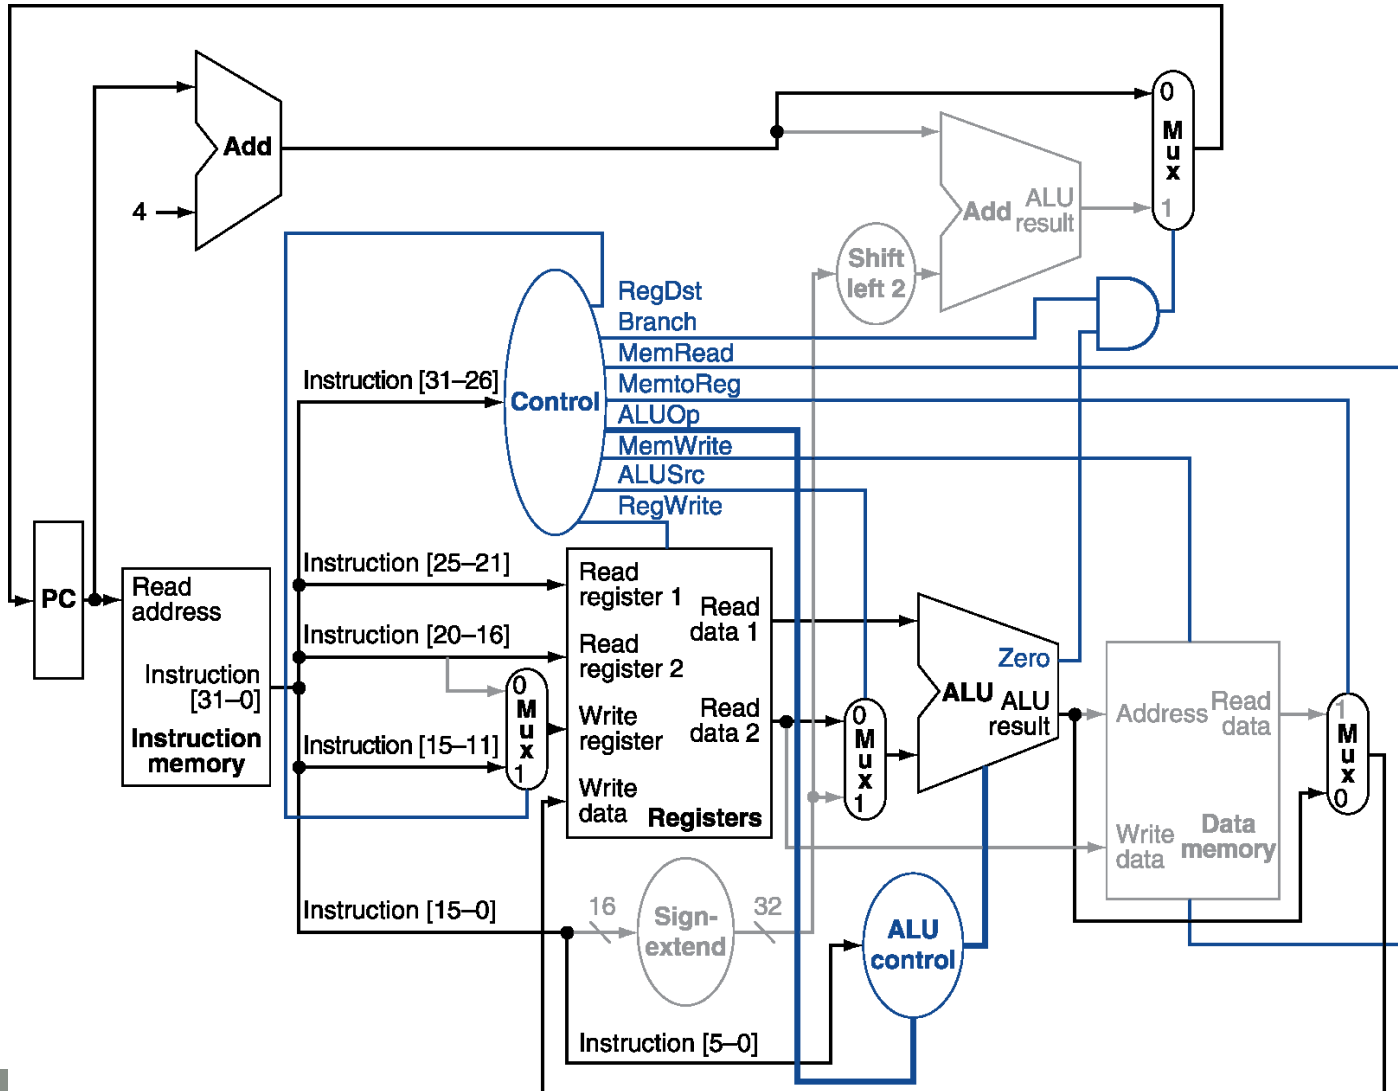 0
M
u
x
1
Add
4
Add
ALU
result
Shift
left 2
RegDst
Branch
MemRead
MemtoReg
ALUOp
MemWrite
ALUSrc
RegWrite
Control
Instruction [31–26]
Instruction [25–21]
Instruction [20–16]
Instruction [15–11]
Instruction [15–0]
Instruction [5–0]
PC
Read
address
Instruction
[31–0]
Instruction
memory
0
M
u
x
1
Read
register 1
Read
register 2
Write
register
Write
data
Read
data 1
Read
data 2
Registers
0
M
u
x
1
Zero
ALU
ALU
result
Address
Read
data
Write
data
Data
memory
1
M
u
x
0
16
Sign-
extend
32
ALU
control